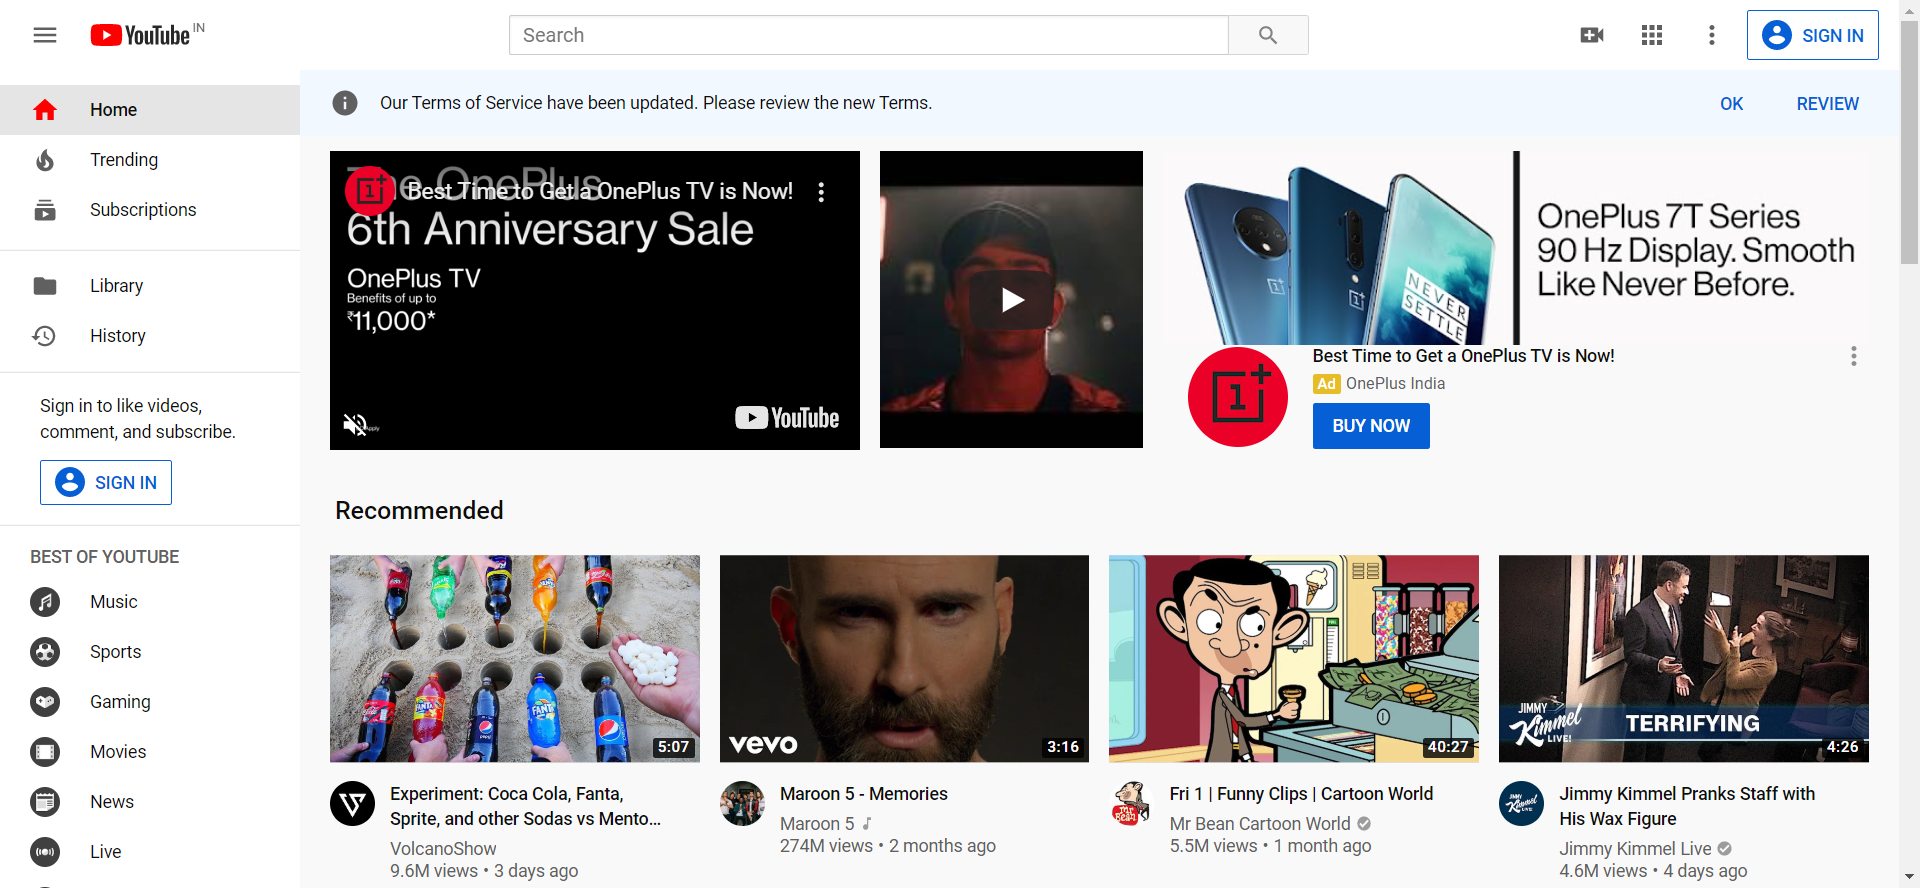 YouTube IN
Search
SIGN IN
Home
Trending
Subscriptions
Library
History
Sign in to like videos,
comment, and subscribe.
SIGN IN
BEST OF YOUTUBE
Music
Sports
Gaming
Movies
News
Live
Our Terms of Service have been updated. Please review the new Terms.
OK
REVIEW
The OnePlus
Best Time to Get a OnePlus TV is Now!
6th Anniversary Sale
OnePlus TV
Benefits of up to
₹11,000*
YouTube
OnePlus 7T Series
90 Hz Display. Smooth
Like Never Before.
NEVER
SETTLE
Best Time to Get a OnePlus TV is Now!
Ad OnePlus India
BUY NOW
Recommended
5:07
Experiment: Coca Cola, Fanta,
Sprite, and other Sodas vs Mento...
VolcanoShow
9.6M views • 3 days ago
vevo
3:16
Maroon 5 - Memories
Maroon 5
274M views • 2 months ago
40:27
Fri 1 | Funny Clips | Cartoon World
Mr Bean Cartoon World
5.5M views • 1 month ago
JIMMY
Kimmel
LIVE!
TERRIFYING
4:26
Jimmy Kimmel Pranks Staff with
His Wax Figure
Jimmy Kimmel Live
4.6M views • 4 days ago